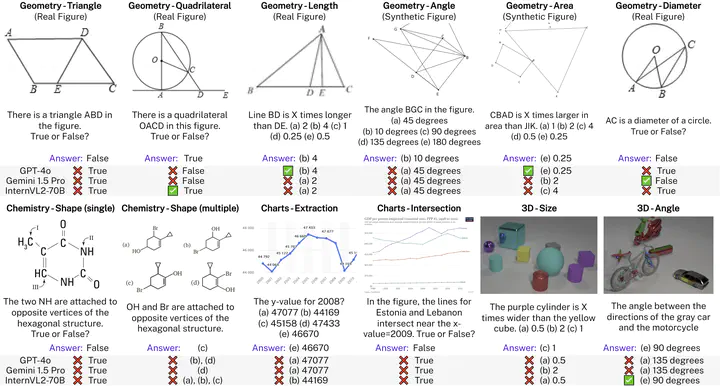 Geometry - Triangle
(Real Figure)
A D
B E C
There is a triangle ABD in
the figure.
True or False?
Answer: False
GPT-4o True
Gemini 1.5 Pro True
InternVL2-70B True
Geometry - Quadrilateral
(Real Figure)
B
O
C
A D E
There is a quadrilateral
OACD in this figure.
True or False?
Answer: True
False
False
True
Geometry - Length
(Real Figure)
A
B D E C
Line BD is X times longer
than DE. (a) 2 (b) 4 (c) 1
(d) 0.25 (e) 0.5
Answer: (b) 4
(b) 4
(a) 2
(a) 2
Geometry - Angle
(Synthetic Figure)
The angle BGC in the figure.
(a) 45 degrees
(b) 10 degrees (c) 90 degrees
(d) 135 degrees (e) 180 degrees
Answer: (b) 10 degrees
(a) 45 degrees
(a) 45 degrees
(a) 45 degrees
Geometry - Area
(Synthetic Figure)
CBAD is X times larger in
area than JIK. (a) 1 (b) 2 (c) 4
(d) 0.5 (e) 0.25
Answer: (e) 0.25
(e) 0.25
(b) 2
(c) 4
Geometry - Diameter
(Real Figure)
O
C
A
B
AC is a diameter of a circle.
True or False?
Answer: False
True
False
True
Chemistry - Shape (single)
I
O
II
H₃C
C
C
NH
HC
C
NH
O
III
The two NH are attached to
opposite vertices of the
hexagonal structure.
True or False?
Answer: False
GPT-4o True
Gemini 1.5 Pro True
InternVL2-70B True
Chemistry - Shape (multiple)
(a)
OH
Br
(b)
Br
OH
(c)
Br
OH
(d)
OH
Br
OH and Br are attached to
opposite vertices of the
hexagonal structure.
Answer: (c)
(b), (d)
(d)
(a), (b), (c)
Charts - Extraction
The y-value for 2008?
(a) 47077 (b) 44169
(c) 45158 (d) 47433
(e) 46670
Answer: (e) 46670
(a) 47077
(a) 47077
(b) 44169
Charts - Intersection
In the figure, the lines for
Estonia and Lebanon
intersect near the x-
value=2009. True or False?
Answer: False
True
True
True
3D - Size
The purple cylinder is X
times wider than the yellow
cube. (a) 0.5 (b) 2 (c) 1
Answer: (c) 1
(a) 0.5
(b) 2
(a) 0.5
3D - Angle
The angle between the
directions of the gray car
and the motorcycle
Answer: (e) 90 degrees
(a) 135 degrees
(a) 135 degrees
(e) 90 degrees